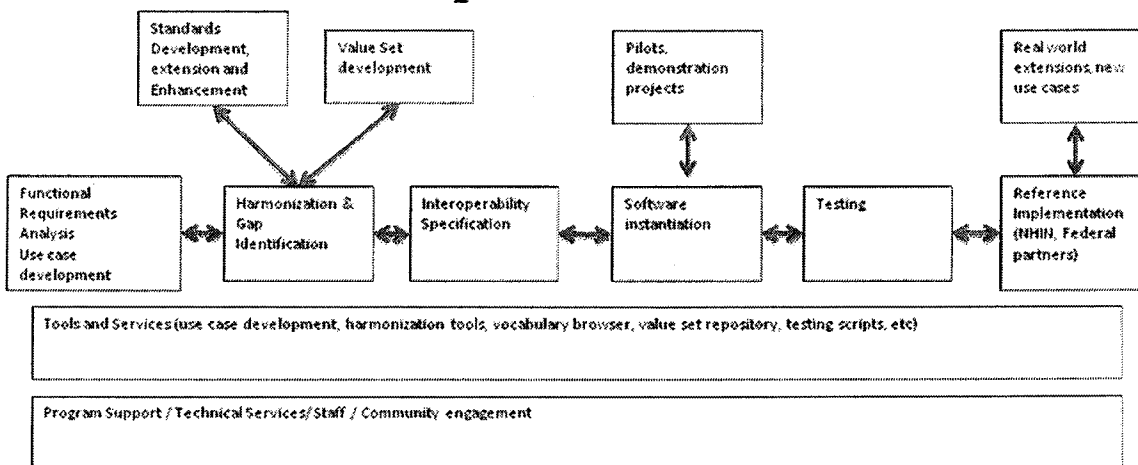 Standards
Development,
extension and
Enhancement
Value Set
development
Pilots,
demonstration
projects
Real world
extensions, new
use cases
Functional
Requirements
Analysis
Use case
development
Harmonization &
Gap
Identification
Interoperability
Specification
Software
instantiation
Testing
Reference
Implementation
(NHIN, Federal
partners)
Tools and Services (use case development, harmonization tools, vocabulary browser, value set repository, testing scripts, etc)
Program Support / Technical Services/ Staff / Community engagement